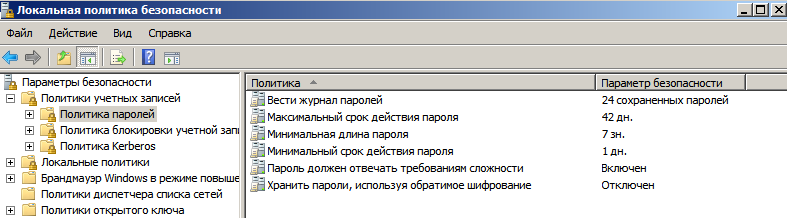 Локальная политика безопасности
Файл Действие Вид Справка
Параметры безопасности
Политики учетных записей
Политика паролей
Политика блокировки учетной запи
Политика Kerberos
Локальные политики
Брандмауэр Windows в режиме повыше
Политики диспетчера списка сетей
Политики открытого ключа
Политика Параметр безопасности
Вести журнал паролей 24 сохраненных паролей
Максимальный срок действия пароля 42 дн.
Минимальная длина пароля 7 зн.
Минимальный срок действия пароля 1 дн.
Пароль должен отвечать требованиям сложности Включен
Хранить пароли, используя обратимое шифрование Отключен